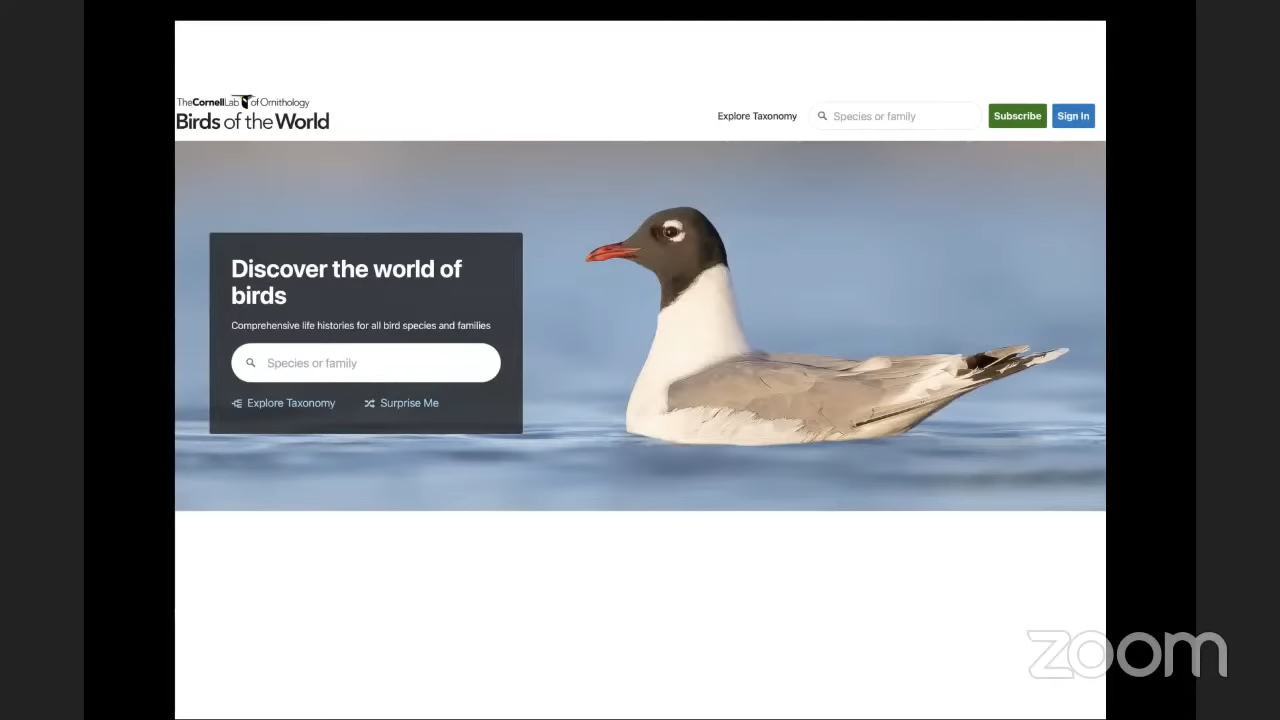 TheCornellLab of Ornithology
Birds of the World
Explore Taxonomy
Species or family
Subscribe
Sign In
Discover the world of
birds
Comprehensive life histories for all bird species and families
Species or family
Explore Taxonomy
Surprise Me
zoom